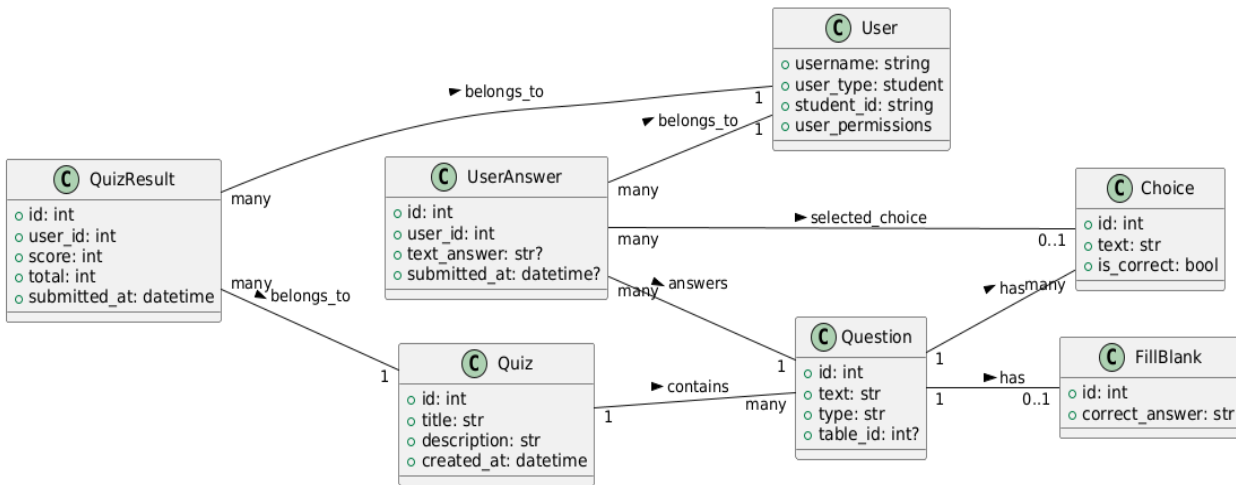 C User
username: string
user_type: student
student_id: string
user_permissions
belongs_to
1
belongs_to
1
C QuizResult
id: int
user_id: int
score: int
total: int
submitted_at: datetime
many
many
belongs_to
1
C UserAnswer
id: int
user_id: int
text_answer: str?
submitted_at: datetime?
many
many
selected_choice
0..1
many
answers
1
C Choice
id: int
text: str
is_correct: bool
has
many
1
C Question
id: int
text: str
type: str
table_id: int?
C Quiz
id: int
title: str
description: str
created_at: datetime
1
contains
many
1
has
0..1
C FillBlank
id: int
correct_answer: str